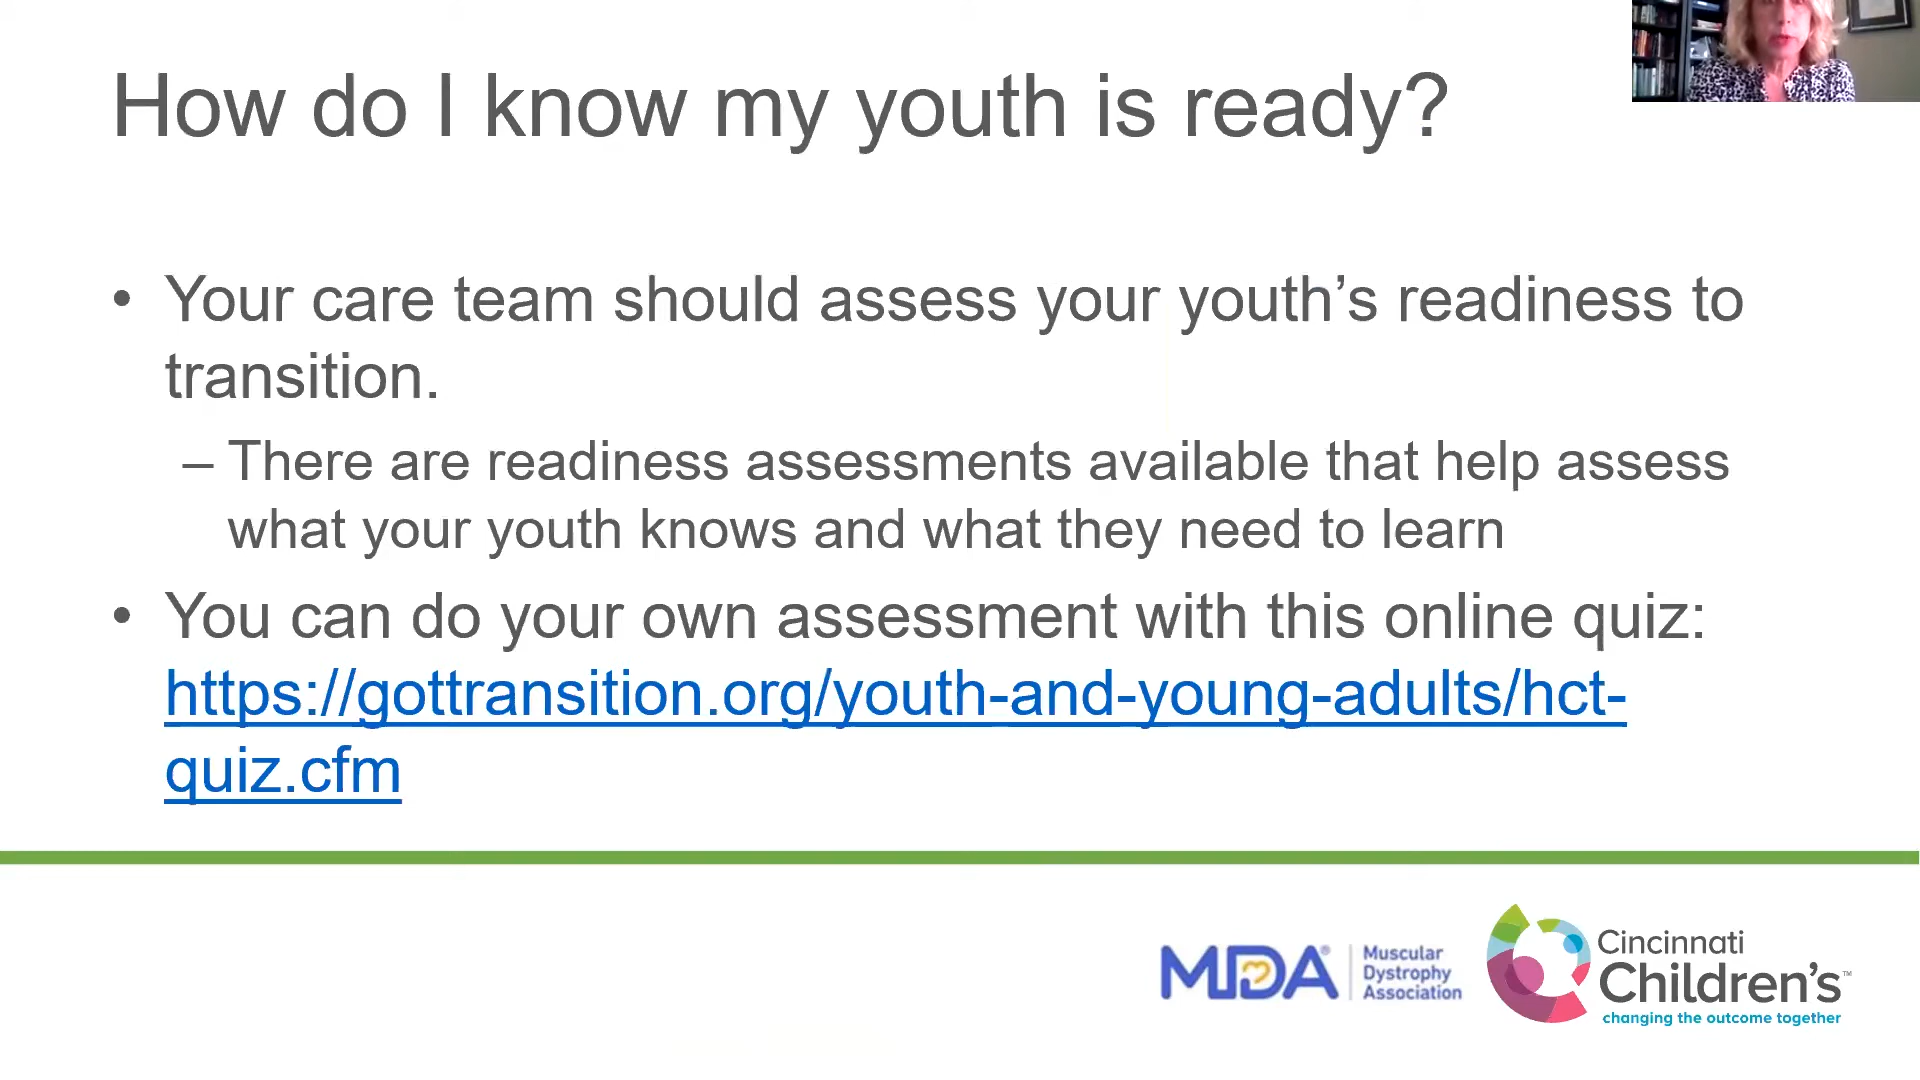 How do I know my youth is ready?
• Your care team should assess your youth’s readiness to
transition.
– There are readiness assessments available that help assess
what your youth knows and what they need to learn
• You can do your own assessment with this online quiz:
https://gottransition.org/youth-and-young-adults/hct-
quiz.cfm
MDA®
Muscular
Dystrophy
Association
Cincinnati
Children’s™
changing the outcome together